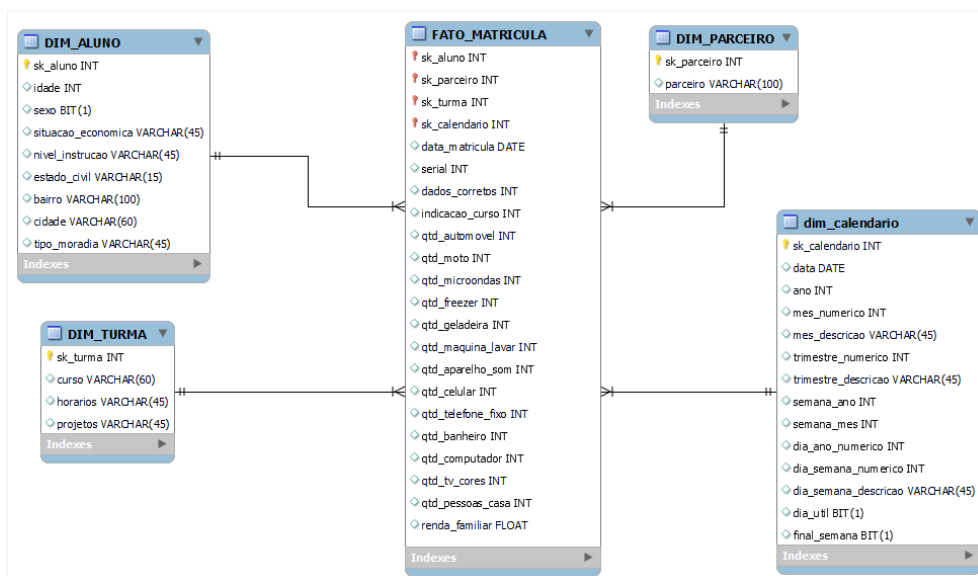 DIM_ALUNO
sk_aluno INT
idade INT
sexo BIT(1)
situacao_economica VARCHAR(45)
nivel_instrucao VARCHAR(45)
estado_civil VARCHAR(15)
bairro VARCHAR(100)
cidade VARCHAR(60)
tipo_moradia VARCHAR(45)
Indexes
DIM_TURMA
sk_turma INT
curso VARCHAR(60)
horarios VARCHAR(45)
projetos VARCHAR(45)
Indexes
FATO_MATRICULA
sk_aluno INT
sk_parceiro INT
sk_turma INT
sk_calendario INT
data_matricula DATE
serial INT
dados_corretos INT
indicacao_curso INT
qtd_automovel INT
qtd_moto INT
qtd_microondas INT
qtd_freezer INT
qtd_geladeira INT
qtd_maquina_lavar INT
qtd_aparelho_som INT
qtd_celular INT
qtd_telefone_fixo INT
qtd_banheiro INT
qtd_computador INT
qtd_tv_cores INT
qtd_pessoas_casa INT
renda_familiar FLOAT
Indexes
DIM_PARCEIRO
sk_parceiro INT
parceiro VARCHAR(100)
Indexes
dim_calendario
sk_calendario INT
data DATE
ano INT
mes_numerico INT
mes_descricao VARCHAR(45)
trimestre_numerico INT
trimestre_descricao VARCHAR(45)
semana_ano INT
semana_mes INT
dia_ano_numerico INT
dia_semana_numerico INT
dia_semana_descricao VARCHAR(45)
dia_util BIT(1)
final_semana BIT(1)
Indexes